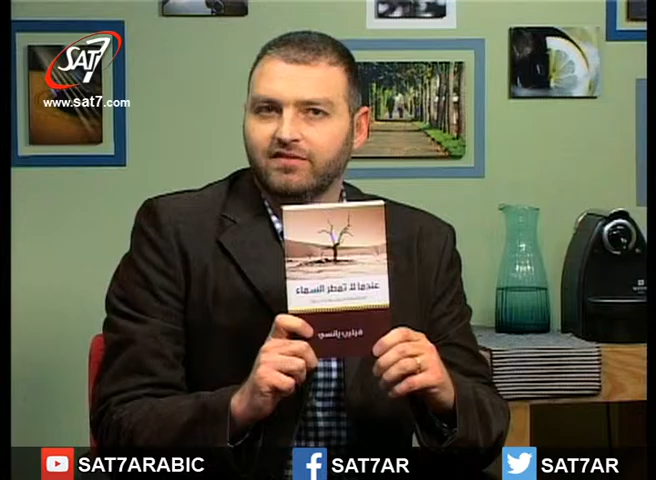 SAT7
www.sat7.com
عندما لا تمطر السماء
فيليب يانسي
SAT7ARABIC
SAT7AR
SAT7AR